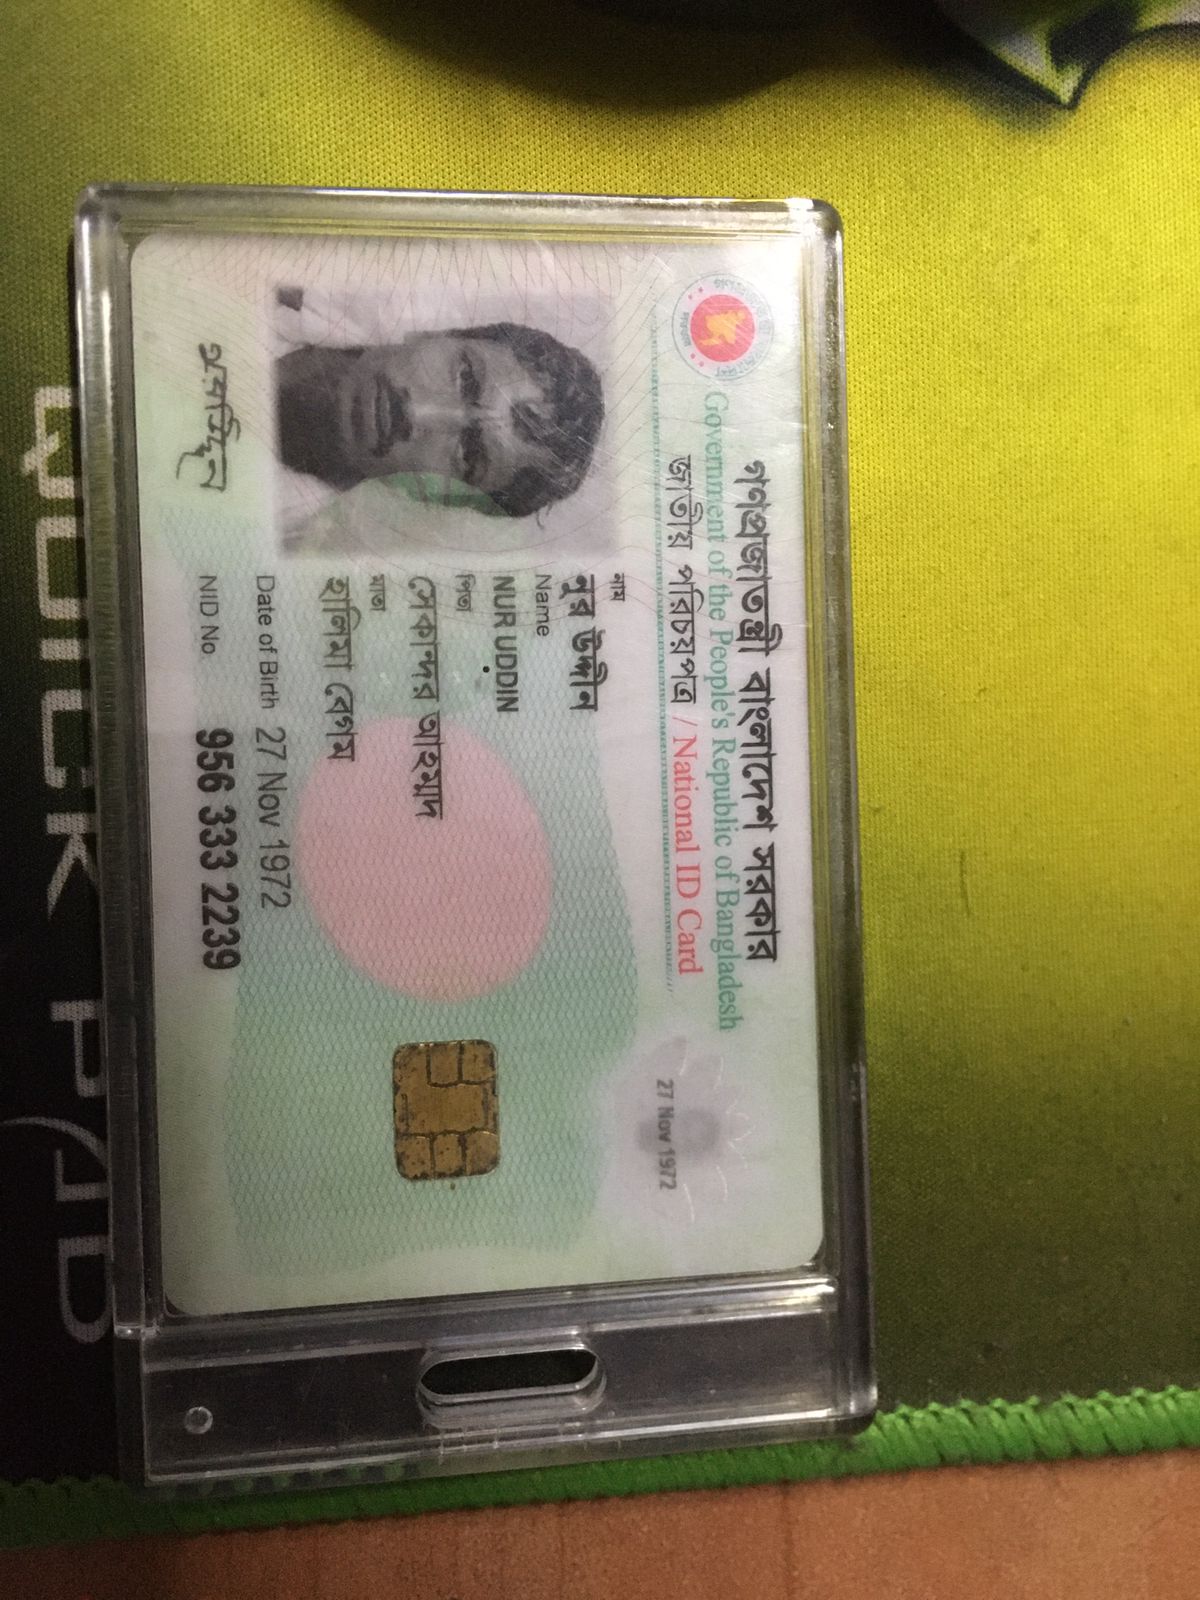 গণপ্রজাতন্ত্রী বাংলাদেশ সরকার
Government of the People's Republic of Bangladesh
জাতীয় পরিচয়পত্র / National ID Card
27 Nov 1972
নাম
নুর উদ্দীন
Name
NUR UDDIN
পিতা
সেকান্দর আহম্মদ
মাতা
হালিমা বেগম
Date of Birth 27 Nov 1972
NID No. 956 333 2239
QUICK